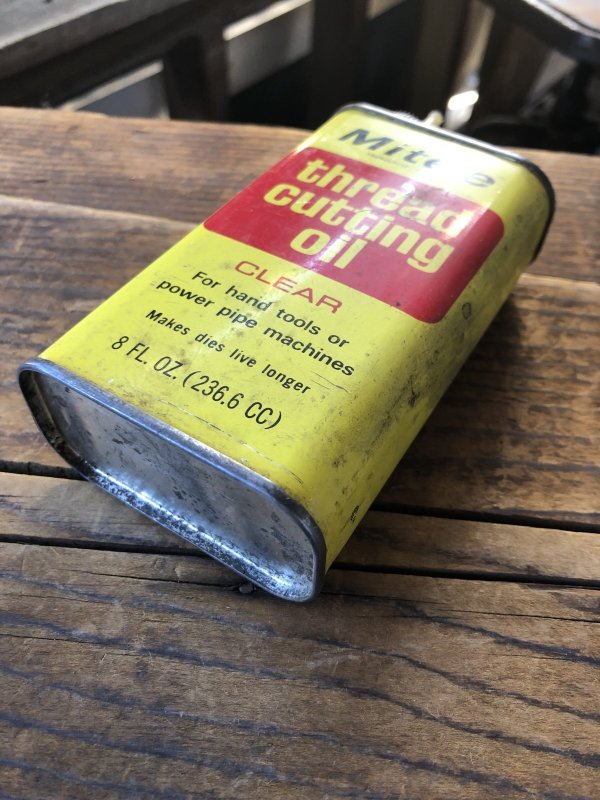 thread
cutting
oil
CLEAR
For hand tools or
power pipe machines
Makes dies live longer
8 FL. OZ. (236.6 CC)